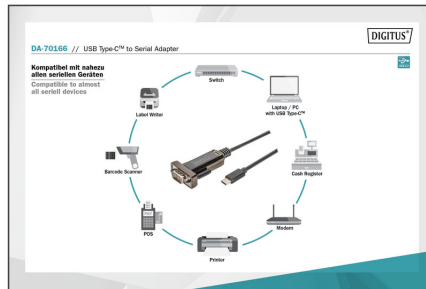 DIGITUS®
DA-70166 // USB Type-C™ to Serial Adapter
Kompatibel mit nahezu
allen seriellen Geräten
Compatible to almost
all seriell devices
Switch
Label Writer
Laptop / PC
with USB Type-C™
Barcode Scanner
Cash Register
POS
Modem
Printer